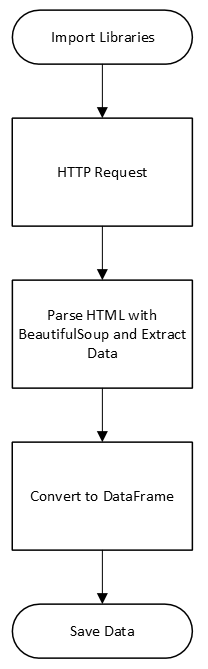 Import Libraries
HTTP Request
Parse HTML with
BeautifulSoup and Extract
Data
Convert to DataFrame
Save Data